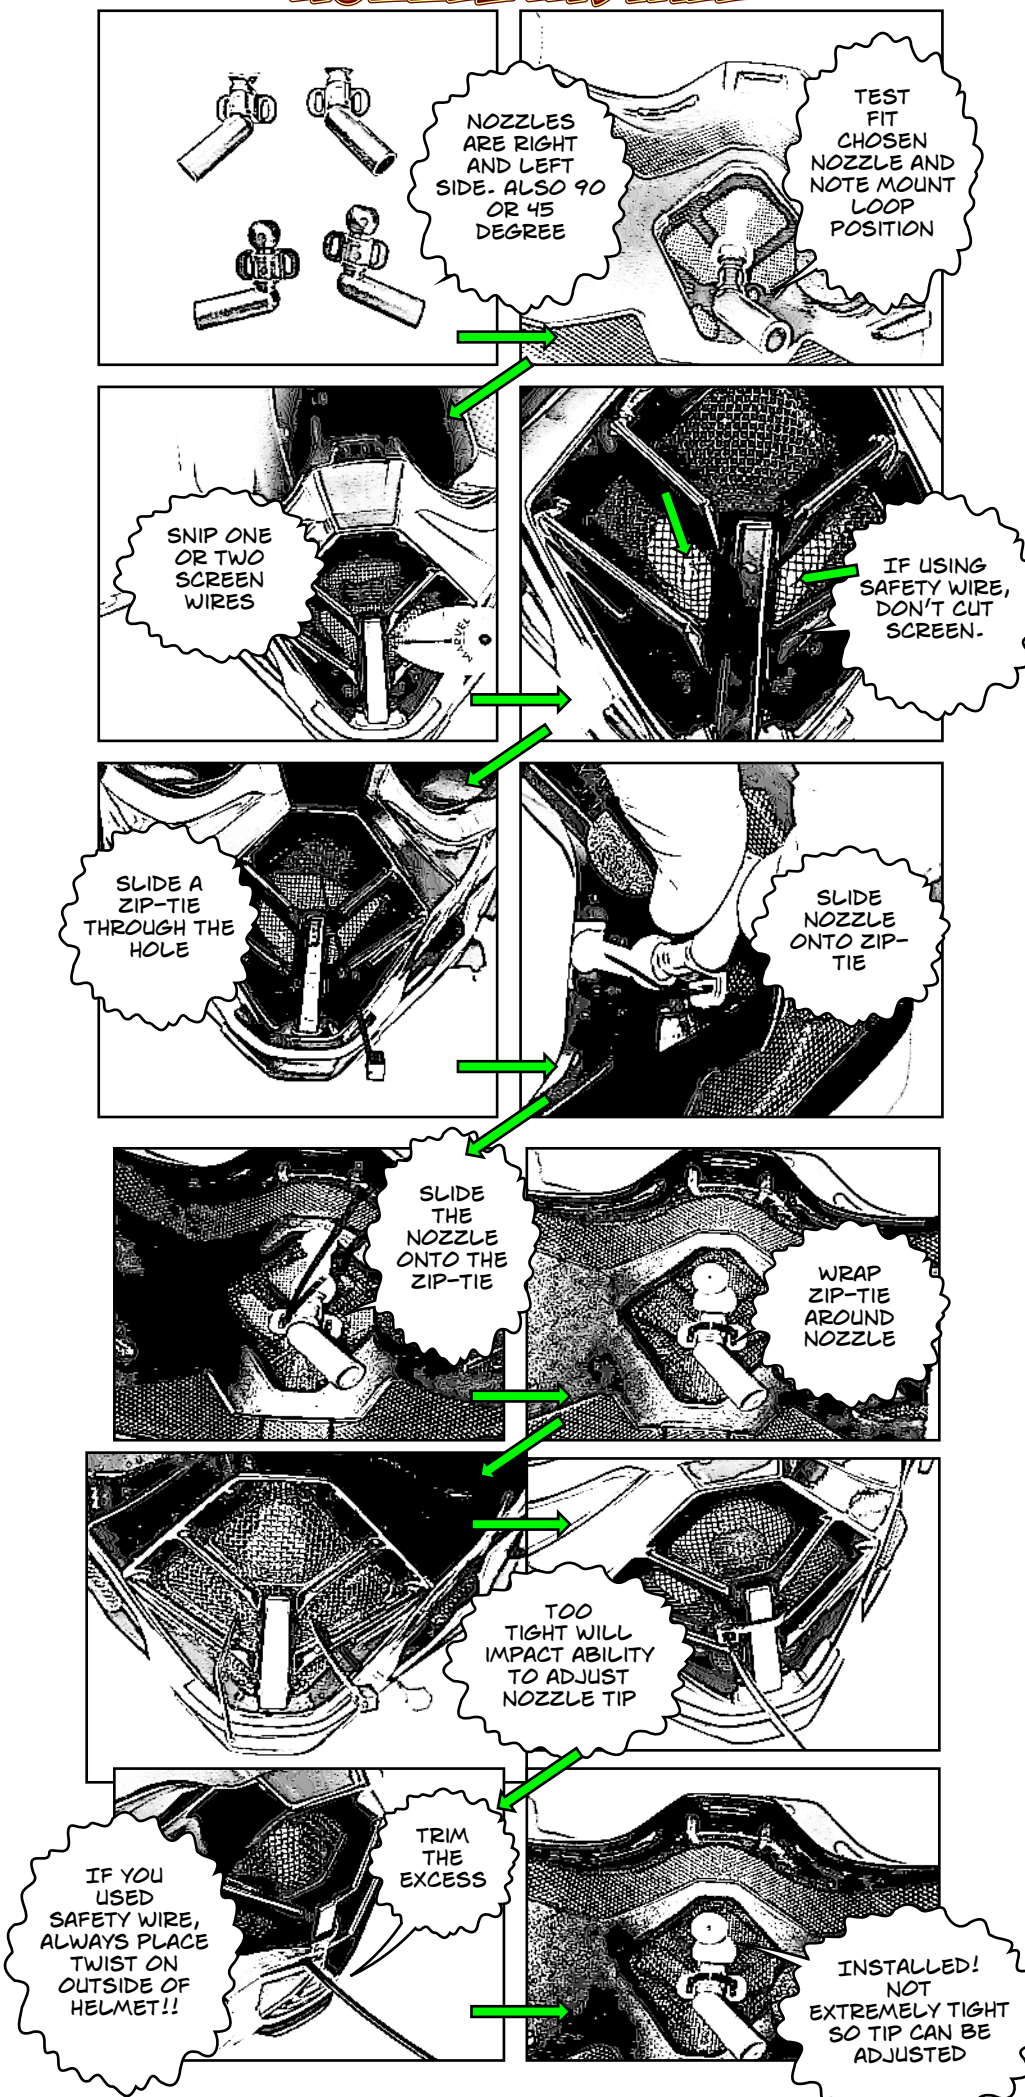 NOZZLES
ARE RIGHT
AND LEFT
SIDE. ALSO 90
OR 45
DEGREE
TEST
FIT
CHOSEN
NOZZLE AND
NOTE MOUNT
LOOP
POSITION
SNIP ONE
OR TWO
SCREEN
WIRES
MARVEL
IF USING
SAFETY WIRE,
DON'T CUT
SCREEN.
SLIDE A
ZIP-TIE
THROUGH THE
HOLE
SLIDE
NOZZLE
ONTO ZIP-
TIE
SLIDE
THE
NOZZLE
ONTO THE
ZIP-TIE
WRAP
ZIP-TIE
AROUND
NOZZLE
TOO
TIGHT WILL
IMPACT ABILITY
TO ADJUST
NOZZLE TIP
IF YOU
USED
SAFETY WIRE,
ALWAYS PLACE
TWIST ON
OUTSIDE OF
HELMET!!
TRIM
THE
EXCESS
INSTALLED!
NOT
EXTREMELY TIGHT
SO TIP CAN BE
ADJUSTED